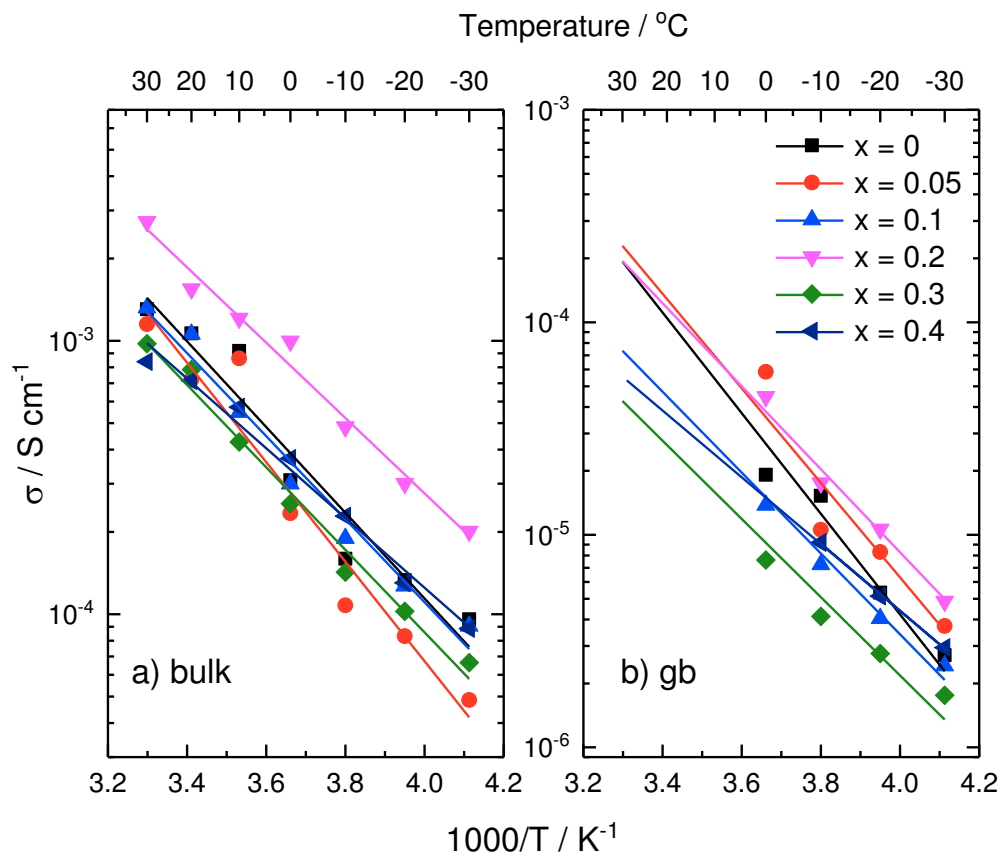 Temperature / °C
30 20 10 0 -10 -20 -30
30 20 10 0 -10 -20 -30
σ / S cm⁻¹
10⁻³
10⁻⁴
a) bulk
10⁻³
10⁻⁴
10⁻⁵
10⁻⁶
x = 0
x = 0.05
x = 0.1
x = 0.2
x = 0.3
x = 0.4
b) gb
3.2 3.4 3.6 3.8 4.0 4.2
3.2 3.4 3.6 3.8 4.0 4.2
1000/T / K⁻¹